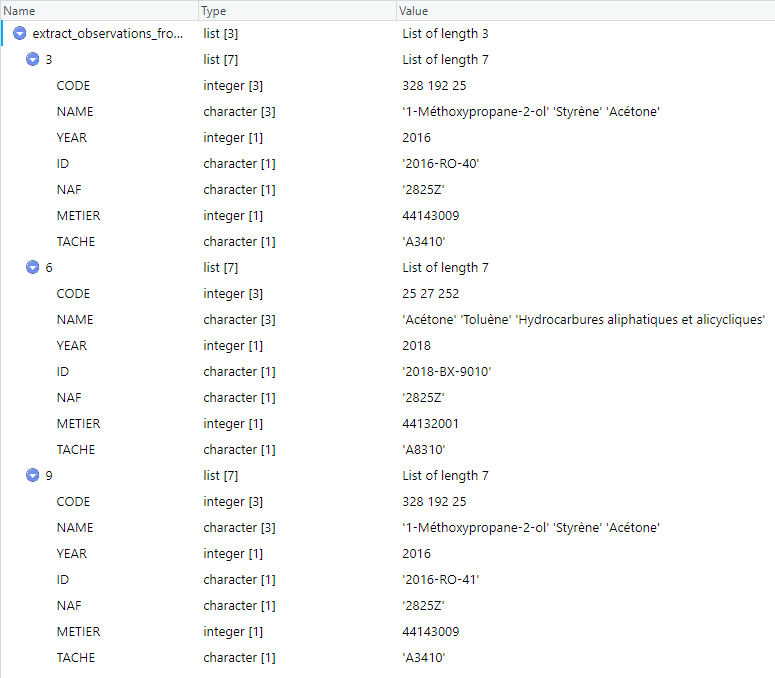 Name Type Value
extract_observations_fro... list [3] List of length 3
3 list [7] List of length 7
CODE integer [3] 328 192 25
NAME character [3] '1-Méthoxypropane-2-ol' 'Styrène' 'Acétone'
YEAR integer [1] 2016
ID character [1] '2016-RO-40'
NAF character [1] '2825Z'
METIER integer [1] 44143009
TACHE character [1] 'A3410'
6 list [7] List of length 7
CODE integer [3] 25 27 252
NAME character [3] 'Acétone' 'Toluène' 'Hydrocarbures aliphatiques et alicycliques'
YEAR integer [1] 2018
ID character [1] '2018-BX-9010'
NAF character [1] '2825Z'
METIER integer [1] 44132001
TACHE character [1] 'A8310'
9 list [7] List of length 7
CODE integer [3] 328 192 25
NAME character [3] '1-Méthoxypropane-2-ol' 'Styrène' 'Acétone'
YEAR integer [1] 2016
ID character [1] '2016-RO-41'
NAF character [1] '2825Z'
METIER integer [1] 44143009
TACHE character [1] 'A3410'